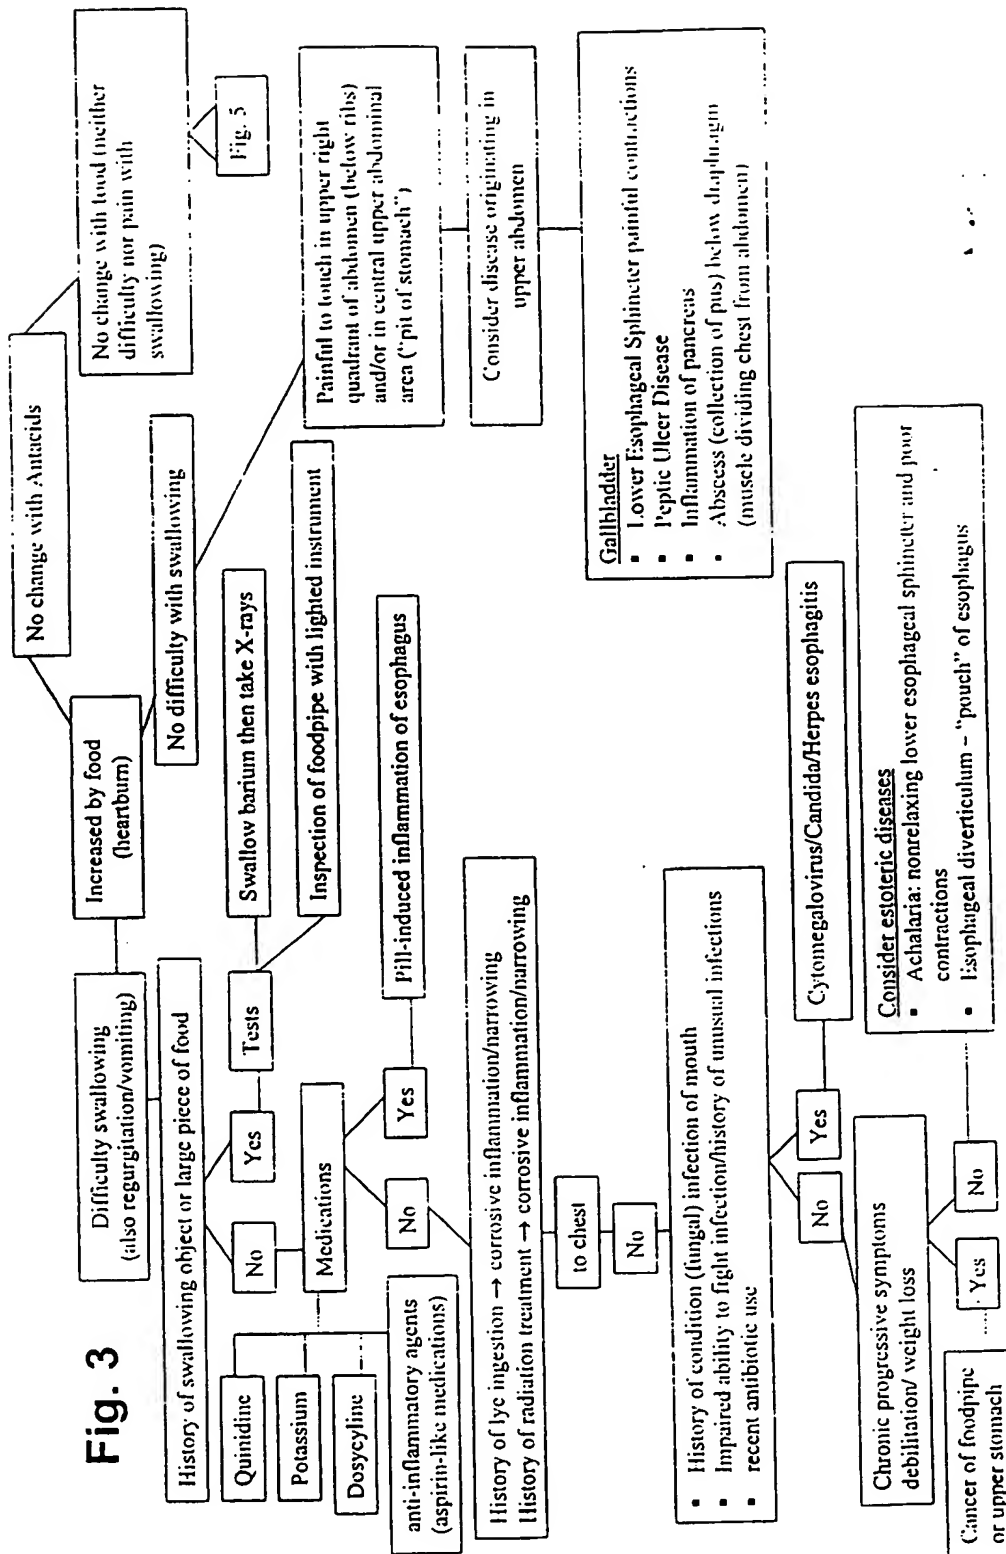 Fig. 3
No change with Antacids
Increased by food
(heartburn)
No change with food (neither
difficulty nor pain with
swallowing)
Fig. 5
Difficulty swallowing
(also regurgitation/vomiting)
No difficulty with swallowing
History of swallowing object or large piece of food
No
Yes
Tests
Swallow barium then take X-rays
Inspection of foodpipe with lighted instrument
Painful to touch in upper right
quadrant of abdomen (below ribs)
and/or in central upper abdominal
area ("pit of stomach")
Consider disease originating in
upper abdomen
Gallbladder
▪ Lower Esophageal Sphincter painful contractions
▪ Peptic Ulcer Disease
▪ Inflammation of pancreas
▪ Abscess (collection of pus) below diaphragm
(muscle dividing chest from abdomen)
Medications
Quinidine
Potassium
Dosycyline
anti-inflammatory agents
(aspirin-like medications)
No
Yes
Pill-induced inflammation of esophagus
History of lye ingestion → corrosive inflammation/narrowing
History of radiation treatment → corrosive inflammation/narrowing
to chest
No
▪ History of condition (fungal) infection of mouth
▪ Impaired ability to fight infection/history of unusual infections
▪ recent antibiotic use
No
Yes
Cytomegalovirus/Candida/Herpes esophagitis
Chronic progressive symptoms
debilitation/ weight loss
Yes
No
Cancer of foodpipe
or upper stomach
Consider estoteric diseases
▪ Achalaria: nonrelaxing lower esophageal sphincter and poor
contractions
▪ Esophageal diverticulum – "pouch" of esophagus